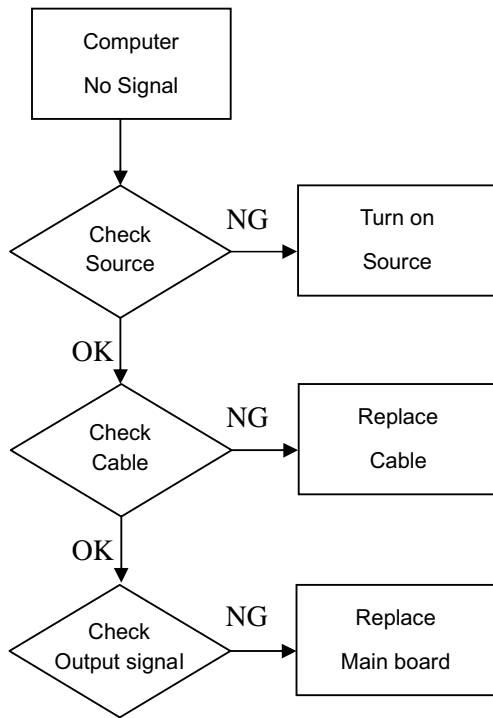 Computer
No Signal
Check
Source
NG
Turn on
Source
OK
Check
Cable
NG
Replace
Cable
OK
Check
Output signal
NG
Replace
Main board